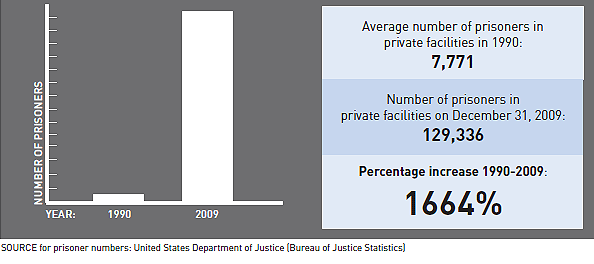 NUMBER OF PRISONERS
YEAR: 1990 2009
Average number of prisoners in
private facilities in 1990:
7,771
Number of prisoners in
private facilities on December 31, 2009:
129,336
Percentage increase 1990-2009:
1664%
SOURCE for prisoner numbers: United States Department of Justice (Bureau of Justice Statistics)